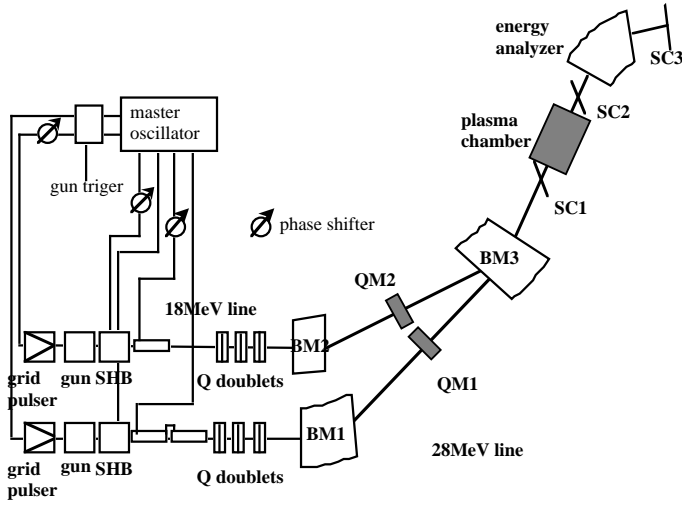 energy
analyzer
SC3
master
oscillator
SC2
plasma
chamber
gun triger
SC1
phase shifter
BM3
QM2
18MeV line
BM2
grid
pulser
gun SHB
Q doublets
QM1
BM1
28MeV line
grid
pulser
gun SHB
Q doublets